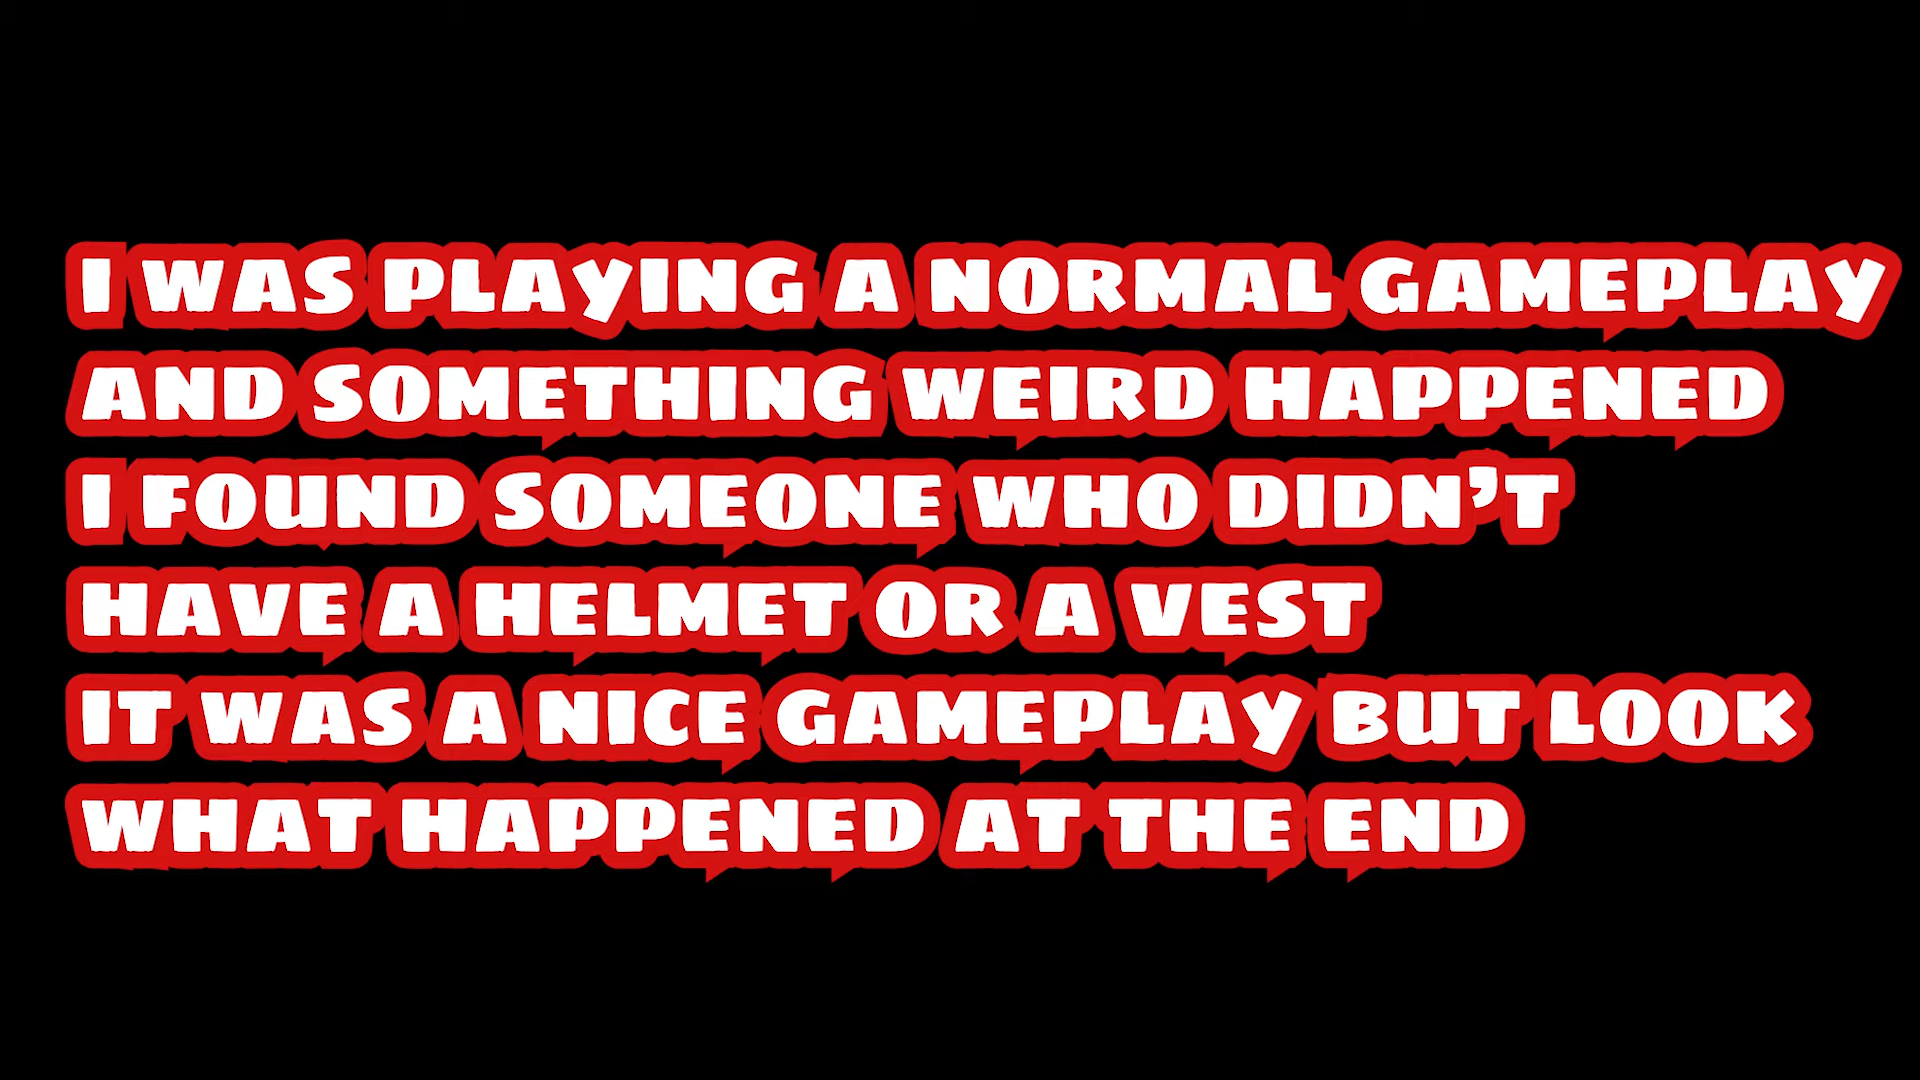 I WAS PLAYING A NORMAL GAMEPLAY
AND SOMETHING WEIRD HAPPENED
I FOUND SOMEONE WHO DIDN’T
HAVE A HELMET OR A VEST
IT WAS A NICE GAMEPLAY BUT LOOK
WHAT HAPPENED AT THE END